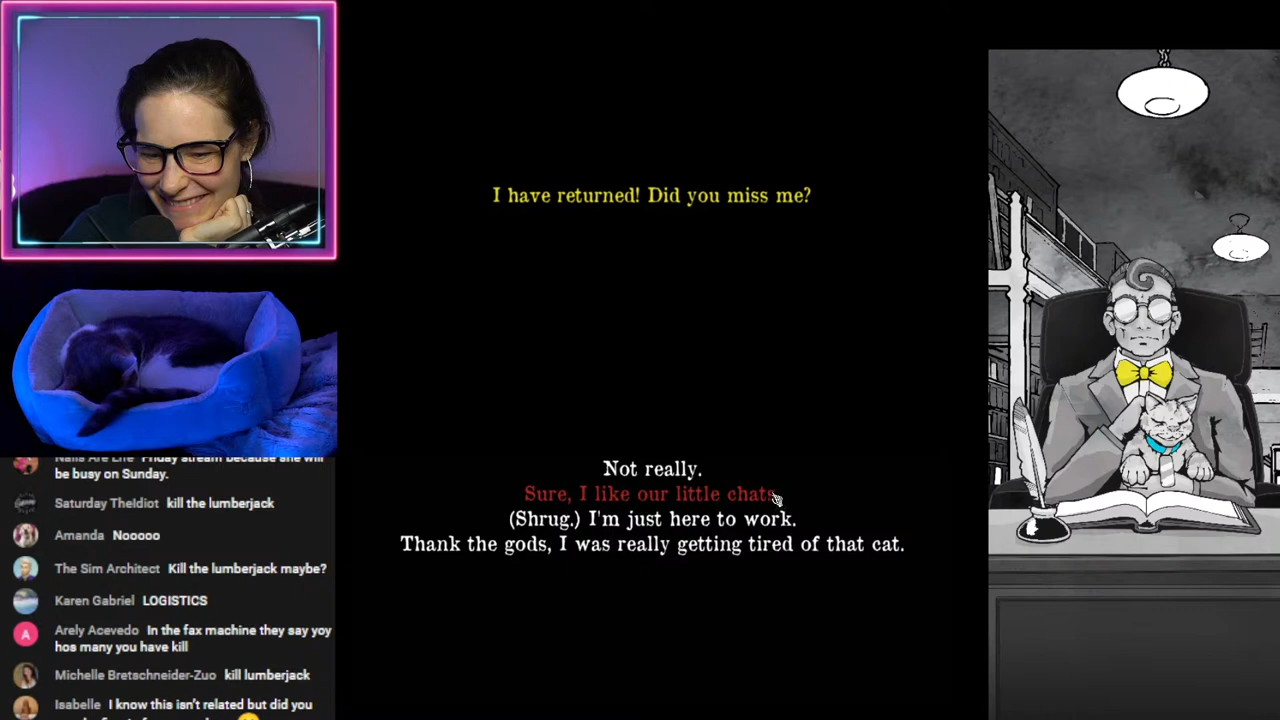 I have returned! Did you miss me?
Not really.
Sure, I like our little chats.
(Shrug.) I'm just here to work.
Thank the gods, I was really getting tired of that cat.
be busy on Sunday.
Saturday TheIdiot kill the lumberjack
Amanda Nooooo
The Sim Architect Kill the lumberjack maybe?
Karen Gabriel LOGISTICS
Arely Acevedo In the fax machine they say yoy
hos many you have kill
Michelle Bretschneider-Zuo kill lumberjack
Isabelle I know this isn't related but did you